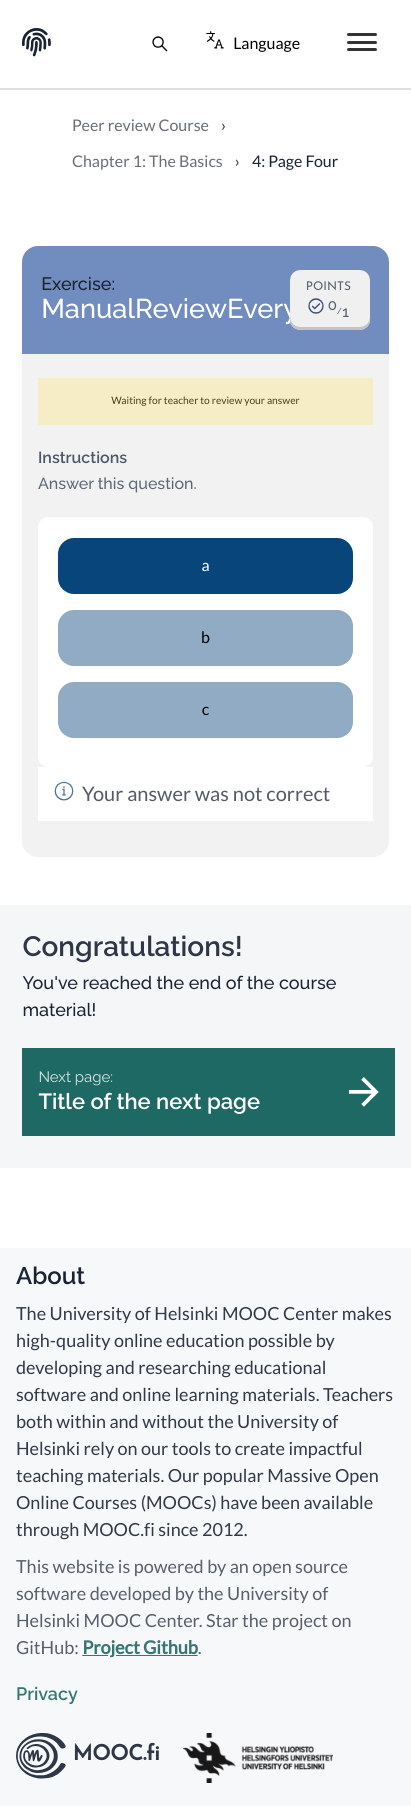 Language
Peer review Course ›
Chapter 1: The Basics › 4: Page Four
Exercise:
ManualReviewEvery
POINTS
0/1
Waiting for teacher to review your answer
Instructions
Answer this question.
a
b
c
Your answer was not correct
Congratulations!
You've reached the end of the course
material!
Next page:
Title of the next page
About
The University of Helsinki MOOC Center makes
high-quality online education possible by
developing and researching educational
software and online learning materials. Teachers
both within and without the University of
Helsinki rely on our tools to create impactful
teaching materials. Our popular Massive Open
Online Courses (MOOCs) have been available
through MOOC.fi since 2012.
This website is powered by an open source
software developed by the University of
Helsinki MOOC Center. Star the project on
GitHub: Project Github.
Privacy
MOOC.fi
HELSINGIN YLIOPISTO
HELSINGFORS UNIVERSITET
UNIVERSITY OF HELSINKI